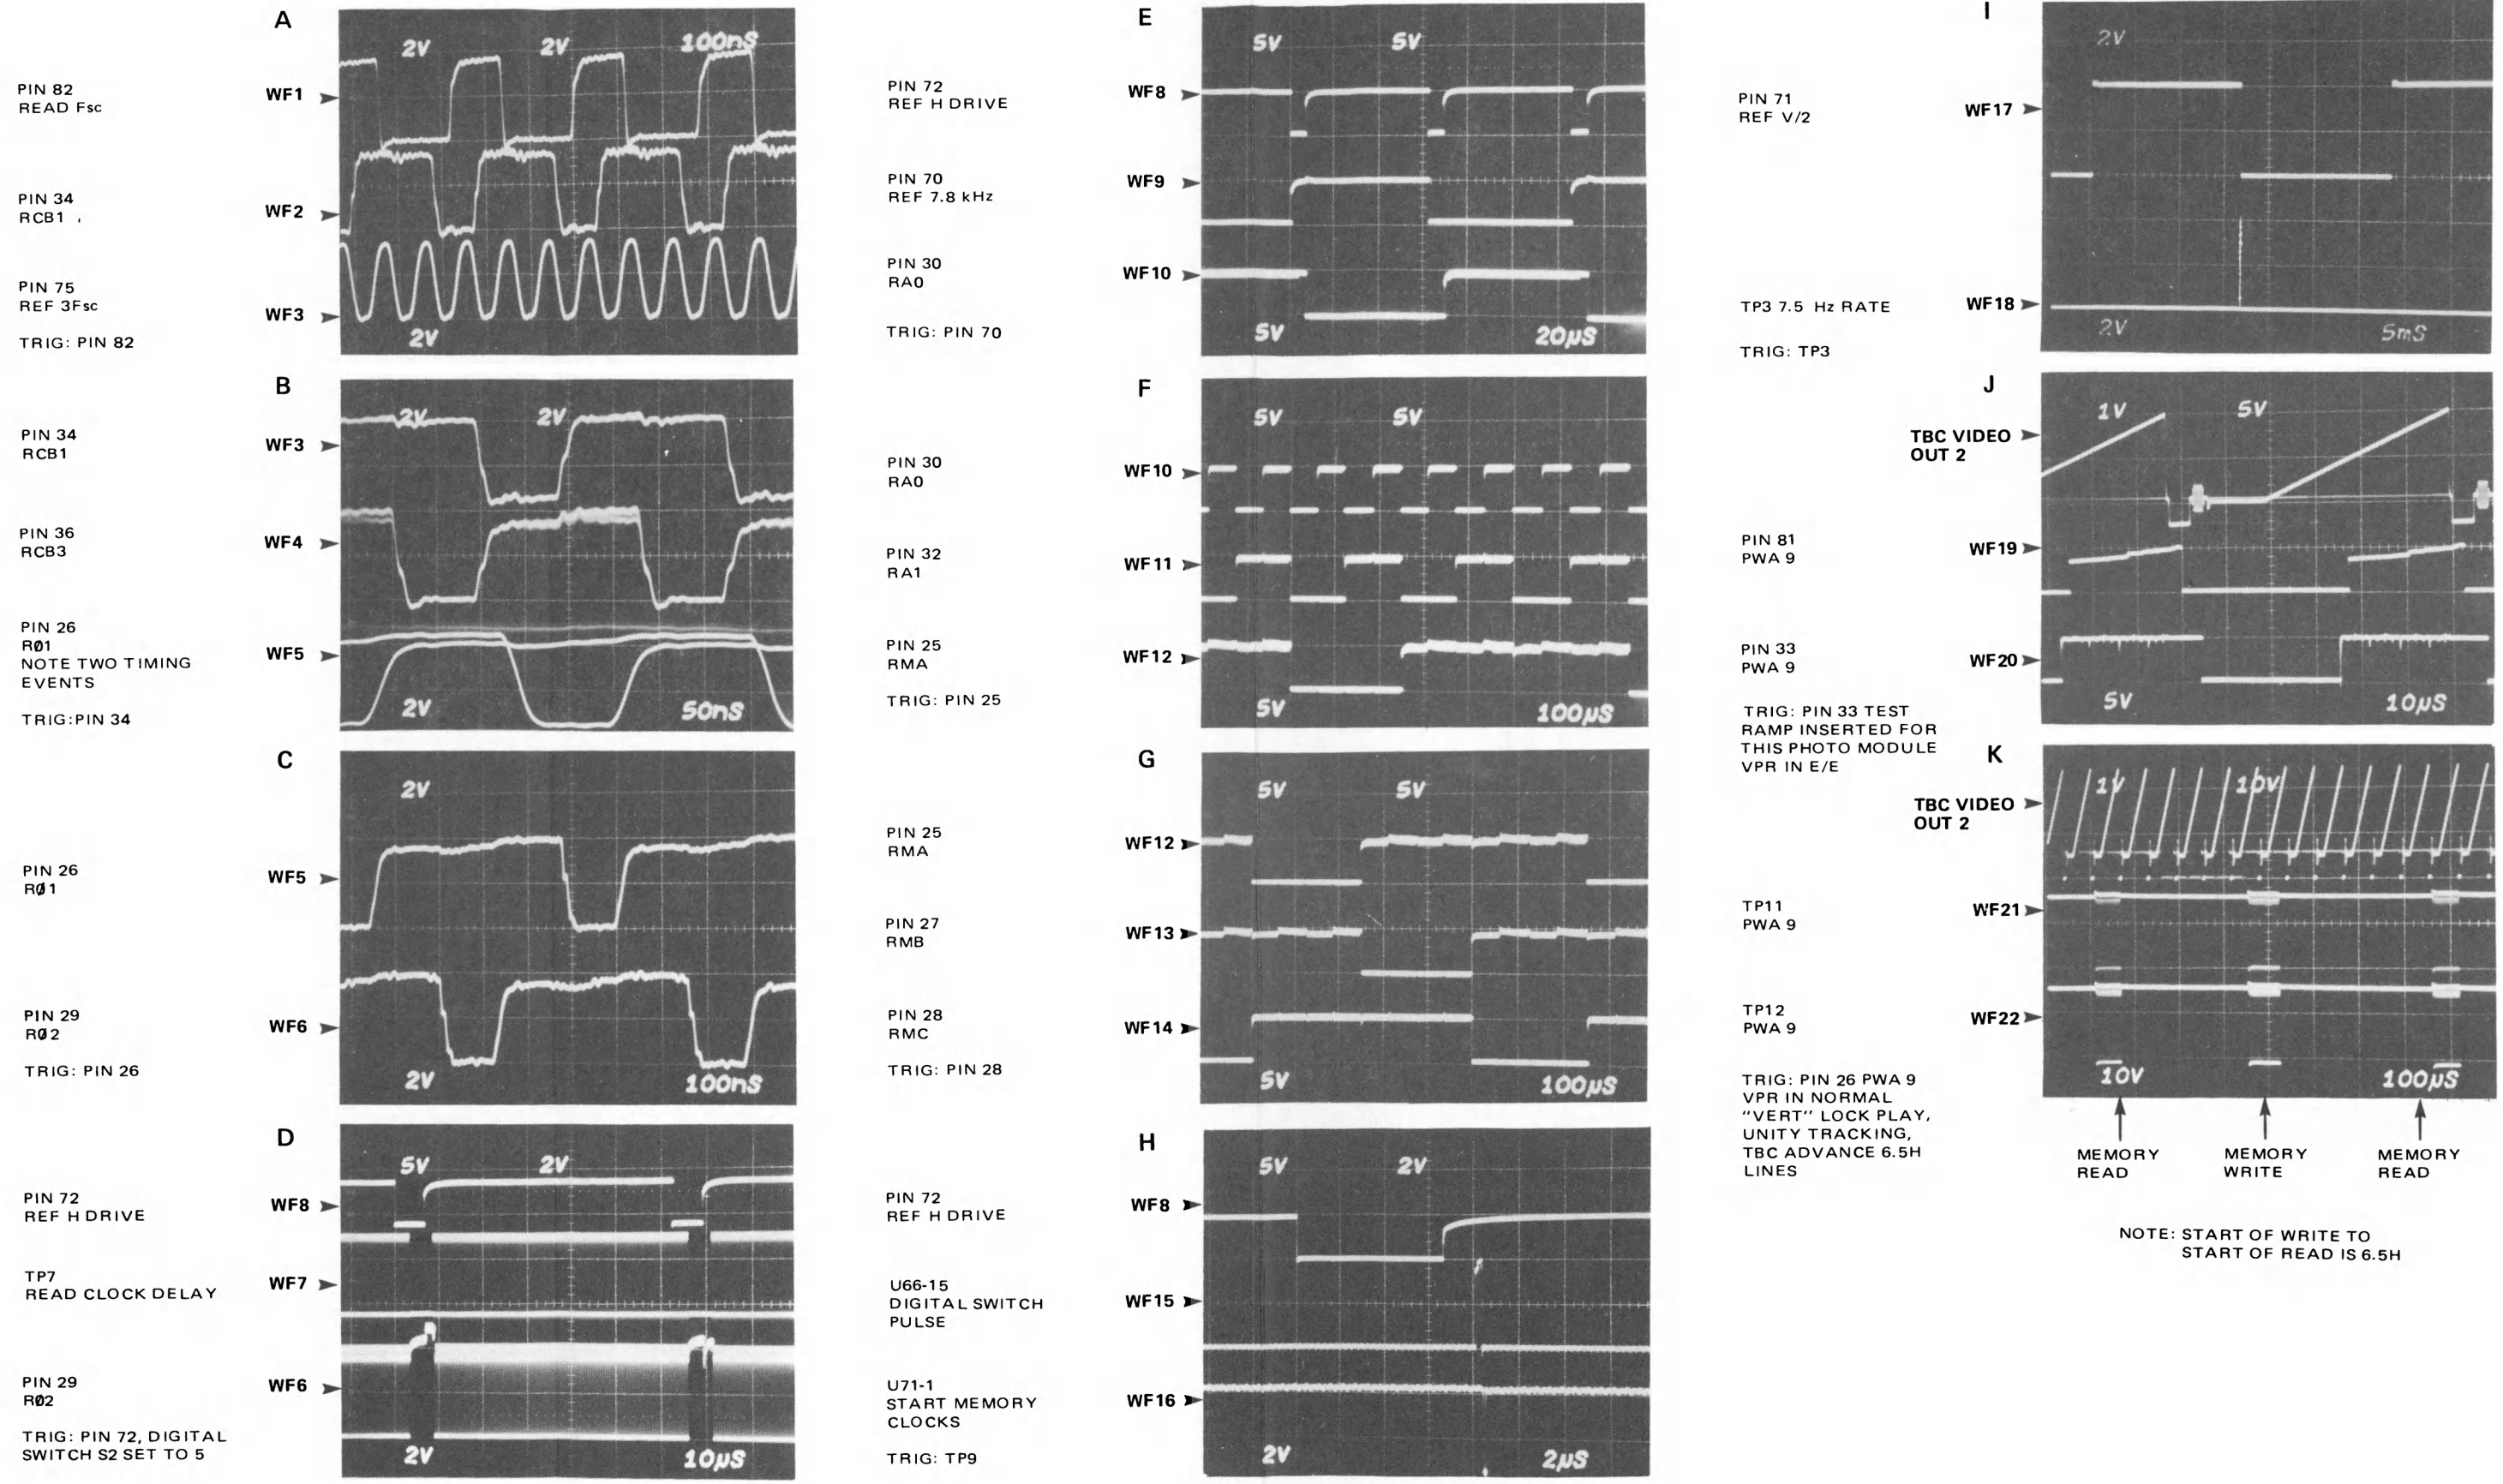 A
2V 2V 100nS
PIN 82
READ Fsc
WF1
PIN 34
RCB1
WF2
PIN 75
REF 3Fsc
WF3
TRIG: PIN 82
2V
B
2V 2V
PIN 34
RCB1
WF3
PIN 36
RCB3
WF4
PIN 26
RØ1
NOTE TWO TIMING
EVENTS
WF5
TRIG:PIN 34
2V 50nS
C
2V
PIN 26
RØ1
WF5
PIN 29
RØ2
WF6
TRIG: PIN 26
2V 100nS
D
5V 2V
PIN 72
REF H DRIVE
WF8
TP7
READ CLOCK DELAY
WF7
PIN 29
RØ2
WF6
TRIG: PIN 72, DIGITAL
SWITCH S2 SET TO 5
2V 10µS
E
5V 5V
PIN 72
REF H DRIVE
WF8
PIN 70
REF 7.8 kHz
WF9
PIN 30
RA0
WF10
TRIG: PIN 70
5V 20µS
F
5V 5V
PIN 30
RA0
WF10
PIN 32
RA1
WF11
PIN 25
RMA
WF12
TRIG: PIN 25
5V 100µS
G
5V 5V
PIN 25
RMA
WF12
PIN 27
RMB
WF13
PIN 28
RMC
WF14
TRIG: PIN 28
5V 100µS
H
5V 2V
PIN 72
REF H DRIVE
WF8
U66-15
DIGITAL SWITCH
PULSE
WF15
U71-1
START MEMORY
CLOCKS
WF16
TRIG: TP9
2V 2µS
I
2V
PIN 71
REF V/2
WF17
TP3 7.5 Hz RATE
WF18
TRIG: TP3
2V 5mS
J
1V 5V
TBC VIDEO
OUT 2
PIN 81
PWA 9
WF19
PIN 33
PWA 9
WF20
TRIG: PIN 33 TEST
RAMP INSERTED FOR
THIS PHOTO MODULE
VPR IN E/E
5V 10µS
K
1V 10V
TBC VIDEO
OUT 2
TP11
PWA 9
WF21
TP12
PWA 9
WF22
TRIG: PIN 26 PWA 9
VPR IN NORMAL
"VERT" LOCK PLAY,
UNITY TRACKING,
TBC ADVANCE 6.5H
LINES
10V 100µS
MEMORY
READ
MEMORY
WRITE
MEMORY
READ
NOTE: START OF WRITE TO
START OF READ IS 6.5H